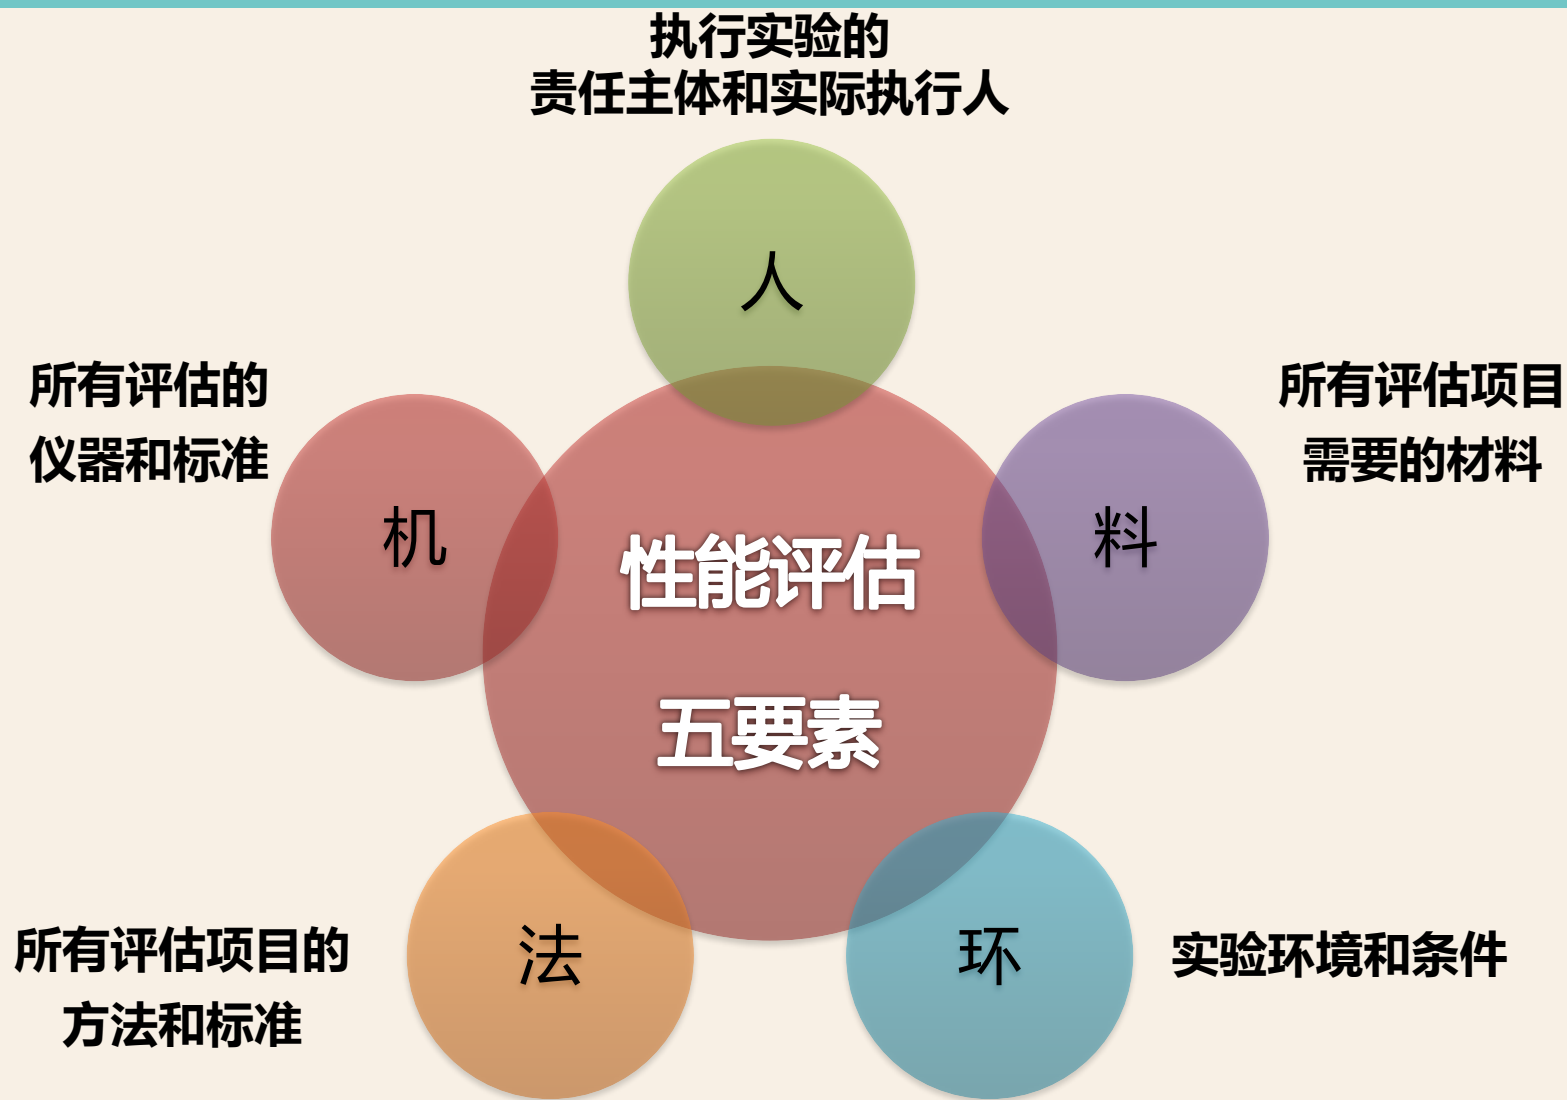 执行实验的
责任主体和实际执行人
人
所有评估的
仪器和标准
机
所有评估项目
需要的材料
料
性能评估
五要素
所有评估项目的
方法和标准
法
环
实验环境和条件